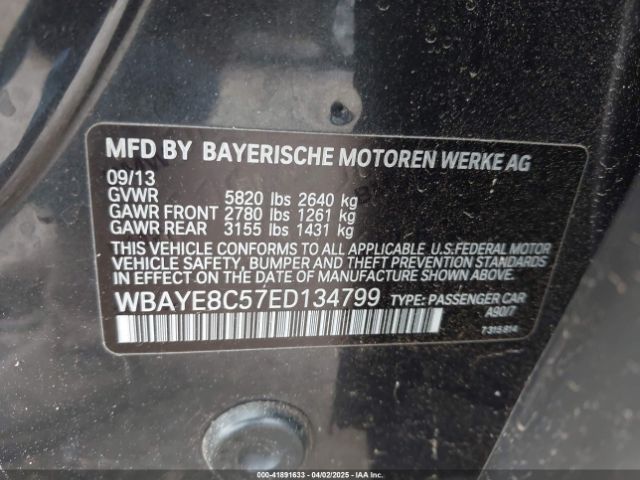 MFD BY BAYERISCHE MOTOREN WERKE AG
09/13
GVWR 5820 lbs 2640 kg
GAWR FRONT 2780 lbs 1261 kg
GAWR REAR 3155 lbs 1431 kg
THIS VEHICLE CONFORMS TO ALL APPLICABLE U.S.FEDERAL MOTOR
VEHICLE SAFETY, BUMPER AND THEFT PREVENTION STANDARDS
IN EFFECT ON THE DATE OF MANUFACTURE SHOWN ABOVE.
WBAYE8C57ED134799 TYPE: PASSENGER CAR
A90/7
7315814
000-41891633 - 04/02/2025 - IAA Inc.